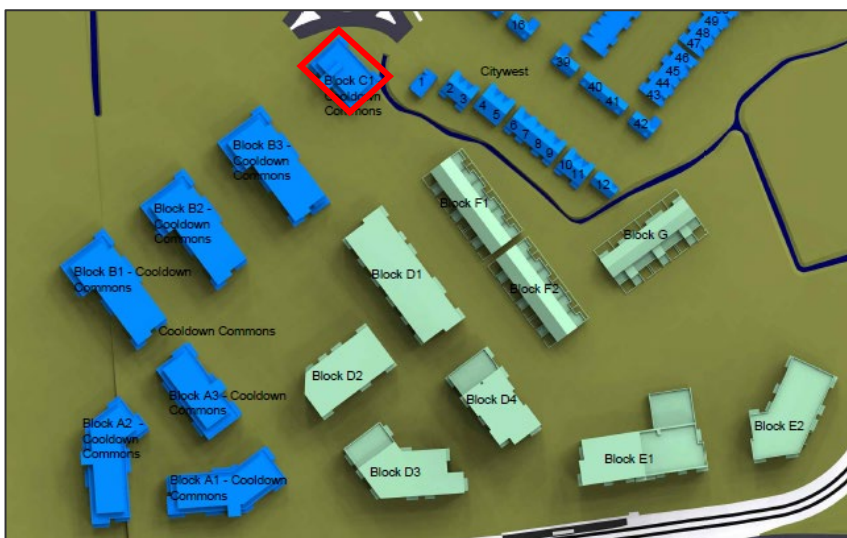 16
49
48
47
46
45
44
43
39
40
41
42
Citywest
1
2
3
4
5
6
7
8
9
10
11
12
Block C1
Cooldown
Commons
Block B3 -
Cooldown
Commons
Block B2 -
Cooldown
Commons
Block B1 - Cooldown
Commons
Cooldown Commons
Block A3 - Cooldown
Commons
Block A2 -
Cooldown
Commons
Block A1 - Cooldown
Commons
Block F1
Block G
Block D1
Block F2
Block D2
Block D4
Block D3
Block E1
Block E2